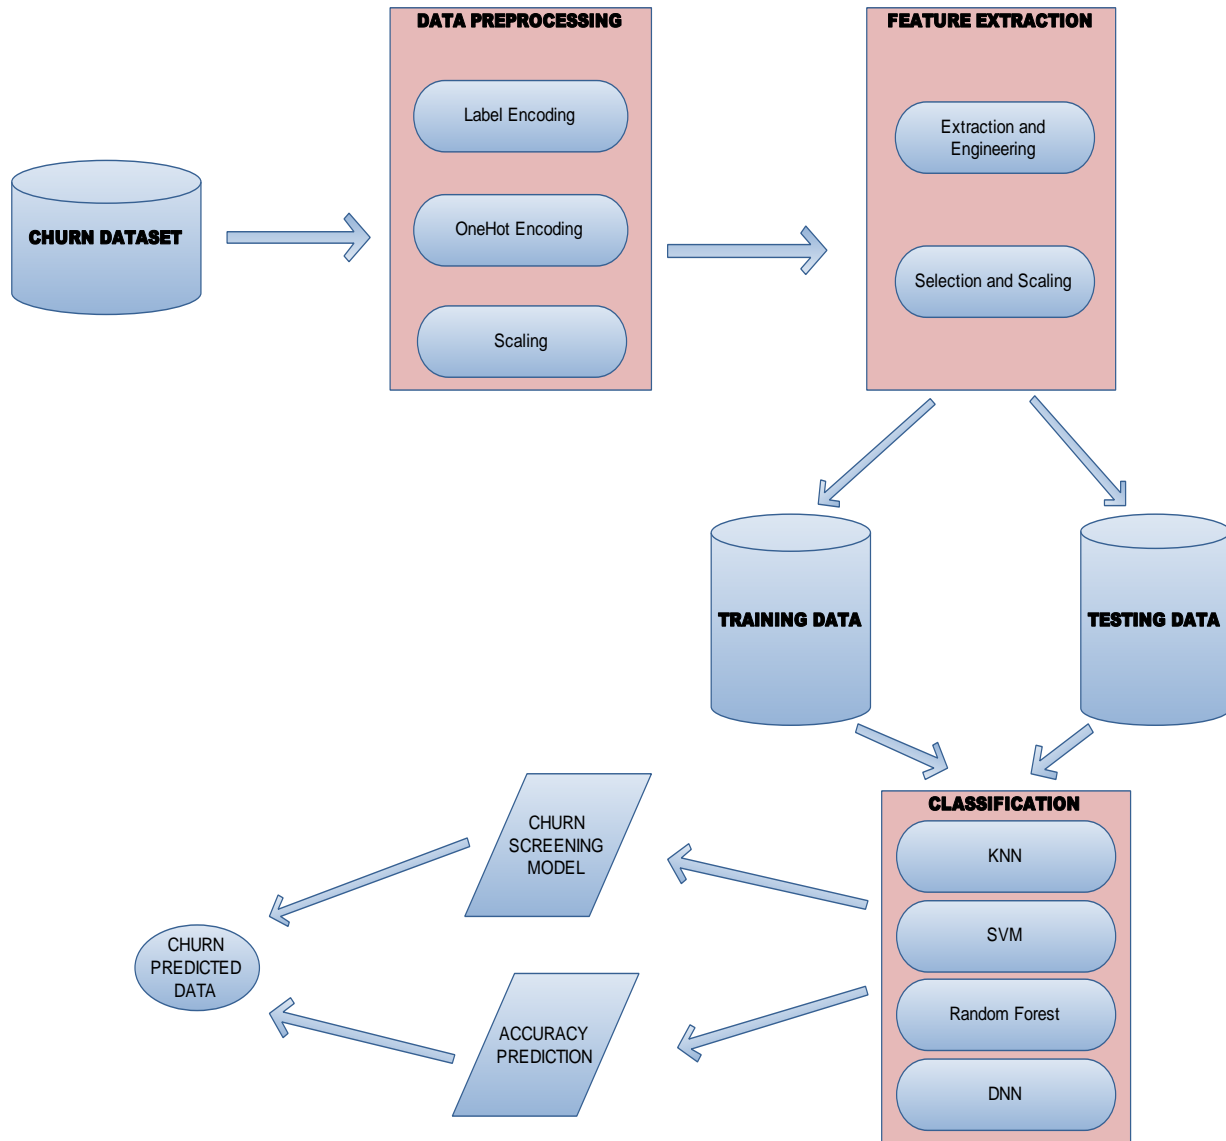 DATA PREPROCESSING
Label Encoding
OneHot Encoding
Scaling
FEATURE EXTRACTION
Extraction and
Engineering
Selection and Scaling
CHURN DATASET
TRAINING DATA
TESTING DATA
CLASSIFICATION
KNN
SVM
Random Forest
DNN
CHURN
SCREENING
MODEL
ACCURACY
PREDICTION
CHURN
PREDICTED
DATA